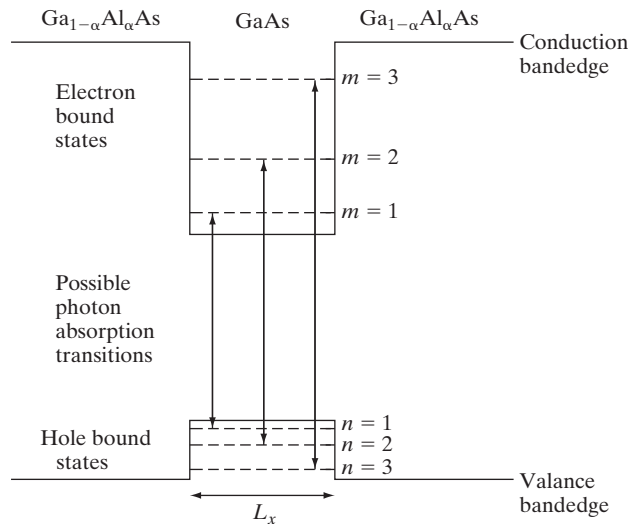 Ga₁₋αAlαAs
GaAs
Ga₁₋αAlαAs
Conduction
bandedge
Electron
bound
states
m = 3
m = 2
m = 1
Possible
photon
absorption
transitions
Hole bound
states
n = 1
n = 2
n = 3
Valance
bandedge
Lₓ